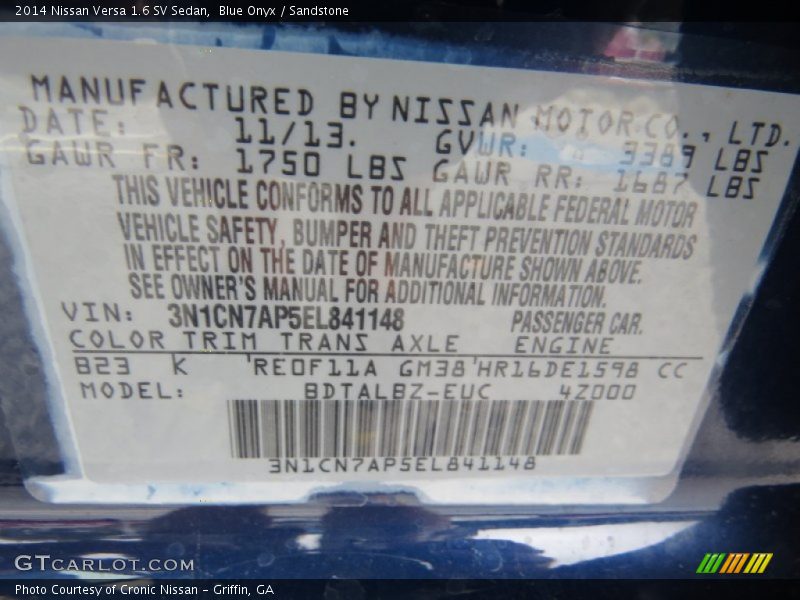 2014 Nissan Versa 1.6 SV Sedan, Blue Onyx / Sandstone
MANUFACTURED BY NISSAN MOTOR CO., LTD.
DATE: 11/13. GVWR: 3389 LBS
GAWR FR: 1750 LBS GAWR RR: 1687 LBS
THIS VEHICLE CONFORMS TO ALL APPLICABLE FEDERAL MOTOR
VEHICLE SAFETY, BUMPER AND THEFT PREVENTION STANDARDS
IN EFFECT ON THE DATE OF MANUFACTURE SHOWN ABOVE.
SEE OWNER'S MANUAL FOR ADDITIONAL INFORMATION.
VIN: 3N1CN7AP5EL841148 PASSENGER CAR.
COLOR TRIM TRANS AXLE ENGINE
B23 K RE0F11A GM38 HR16DE1598 CC
MODEL: BDTALBZ-EUC 4Z000
3N1CN7AP5EL841148
GTCARLOT.COM
Photo Courtesy of Cronic Nissan – Griffin, GA